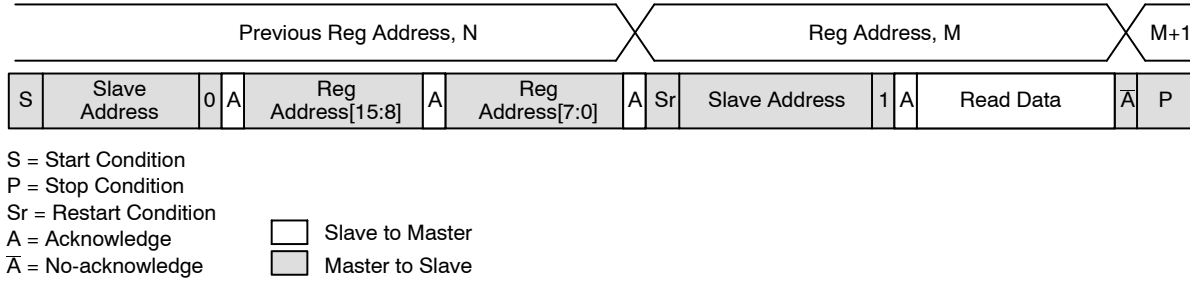 Previous Reg Address, N Reg Address, M M+1
S Slave Address 0 A Reg Address[15:8] A Reg Address[7:0] A Sr Slave Address 1 A Read Data A̅ P
S = Start Condition
P = Stop Condition
Sr = Restart Condition
A = Acknowledge
A̅ = No-acknowledge
Slave to Master
Master to Slave